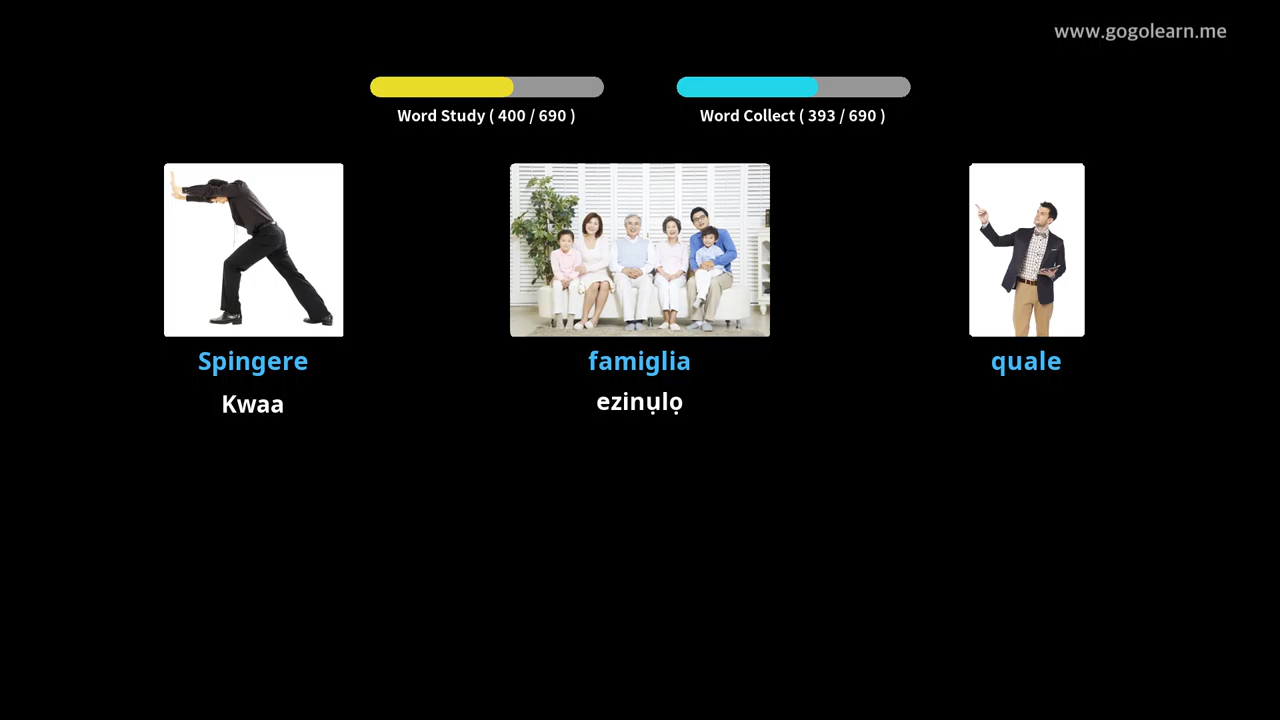 www.gogolearn.me
Word Study ( 400 / 690 )
Word Collect ( 393 / 690 )
Spingere
famiglia
quale
Kwaa
ezinụlọ